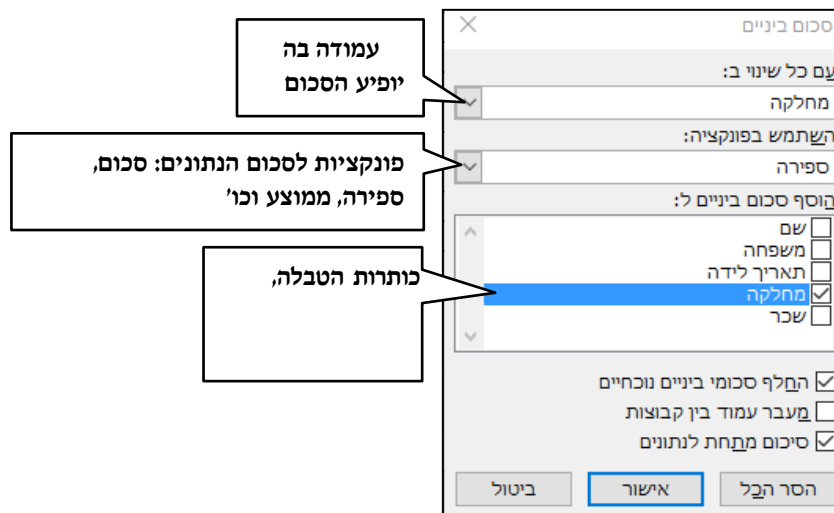 סכום ביניים
עם כל שינוי ב:
מחלקה
השתמש בפונקציה:
ספירה
הוסף סכום ביניים ל:
שם
משפחה
תאריך לידה
מחלקה
שכר
החלף סכומי ביניים נוכחיים
מעבר עמוד בין קבוצות
סיכום מתחת לנתונים
הסר הכל
אישור
ביטול
עמודה בה
יופיע הסכום
פונקציות לסכום הנתונים: סכום,
ספירה, ממוצע וכו'
כותרות הטבלה,